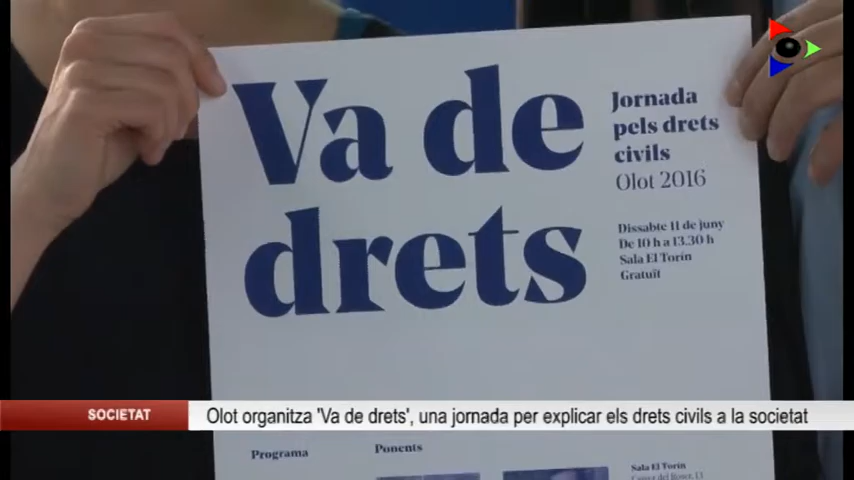 Va de
drets
Jornada
pels drets
civils
Olot 2016
Dissabte 11 de juny
De 10 h a 13.30 h
Sala El Torín
Gratuït
SOCIETAT
Olot organitza 'Va de drets', una jornada per explicar els drets civils a la societat
Programa
Ponents
Sala El Torín